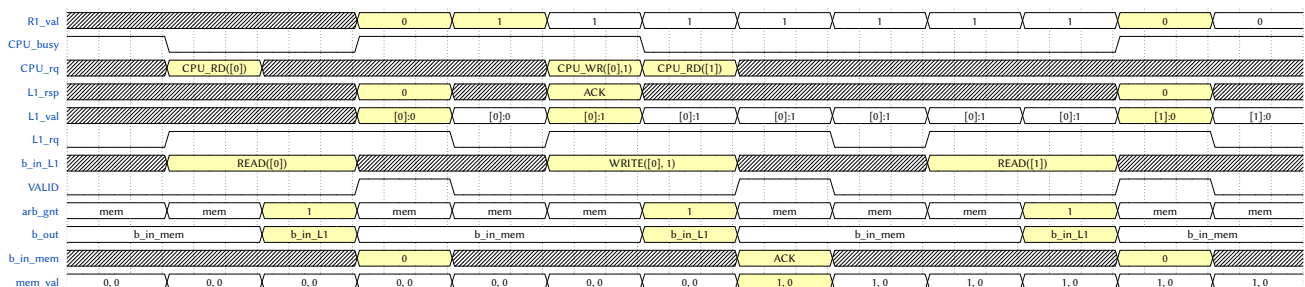 R1_val 0 1 1 1 1 1 1 1 0 0
CPU_busy
CPU_rq CPU_RD([0]) CPU_WR([0],1) CPU_RD([1])
L1_rsp 0 ACK 0
L1_val [0]:0 [0]:0 [0]:1 [0]:1 [0]:1 [0]:1 [0]:1 [0]:1 [1]:0 [1]:0
L1_rq
b_in_L1 READ([0]) WRITE([0], 1) READ([1])
VALID
arb_gnt mem mem 1 mem mem mem 1 mem mem mem 1 mem mem
b_out b_in_mem b_in_L1 b_in_mem b_in_L1 b_in_mem b_in_L1 b_in_mem
b_in_mem 0 ACK 0
mem_val 0, 0 0, 0 0, 0 0, 0 0, 0 0, 0 0, 0 1, 0 1, 0 1, 0 1, 0 1, 0 1, 0